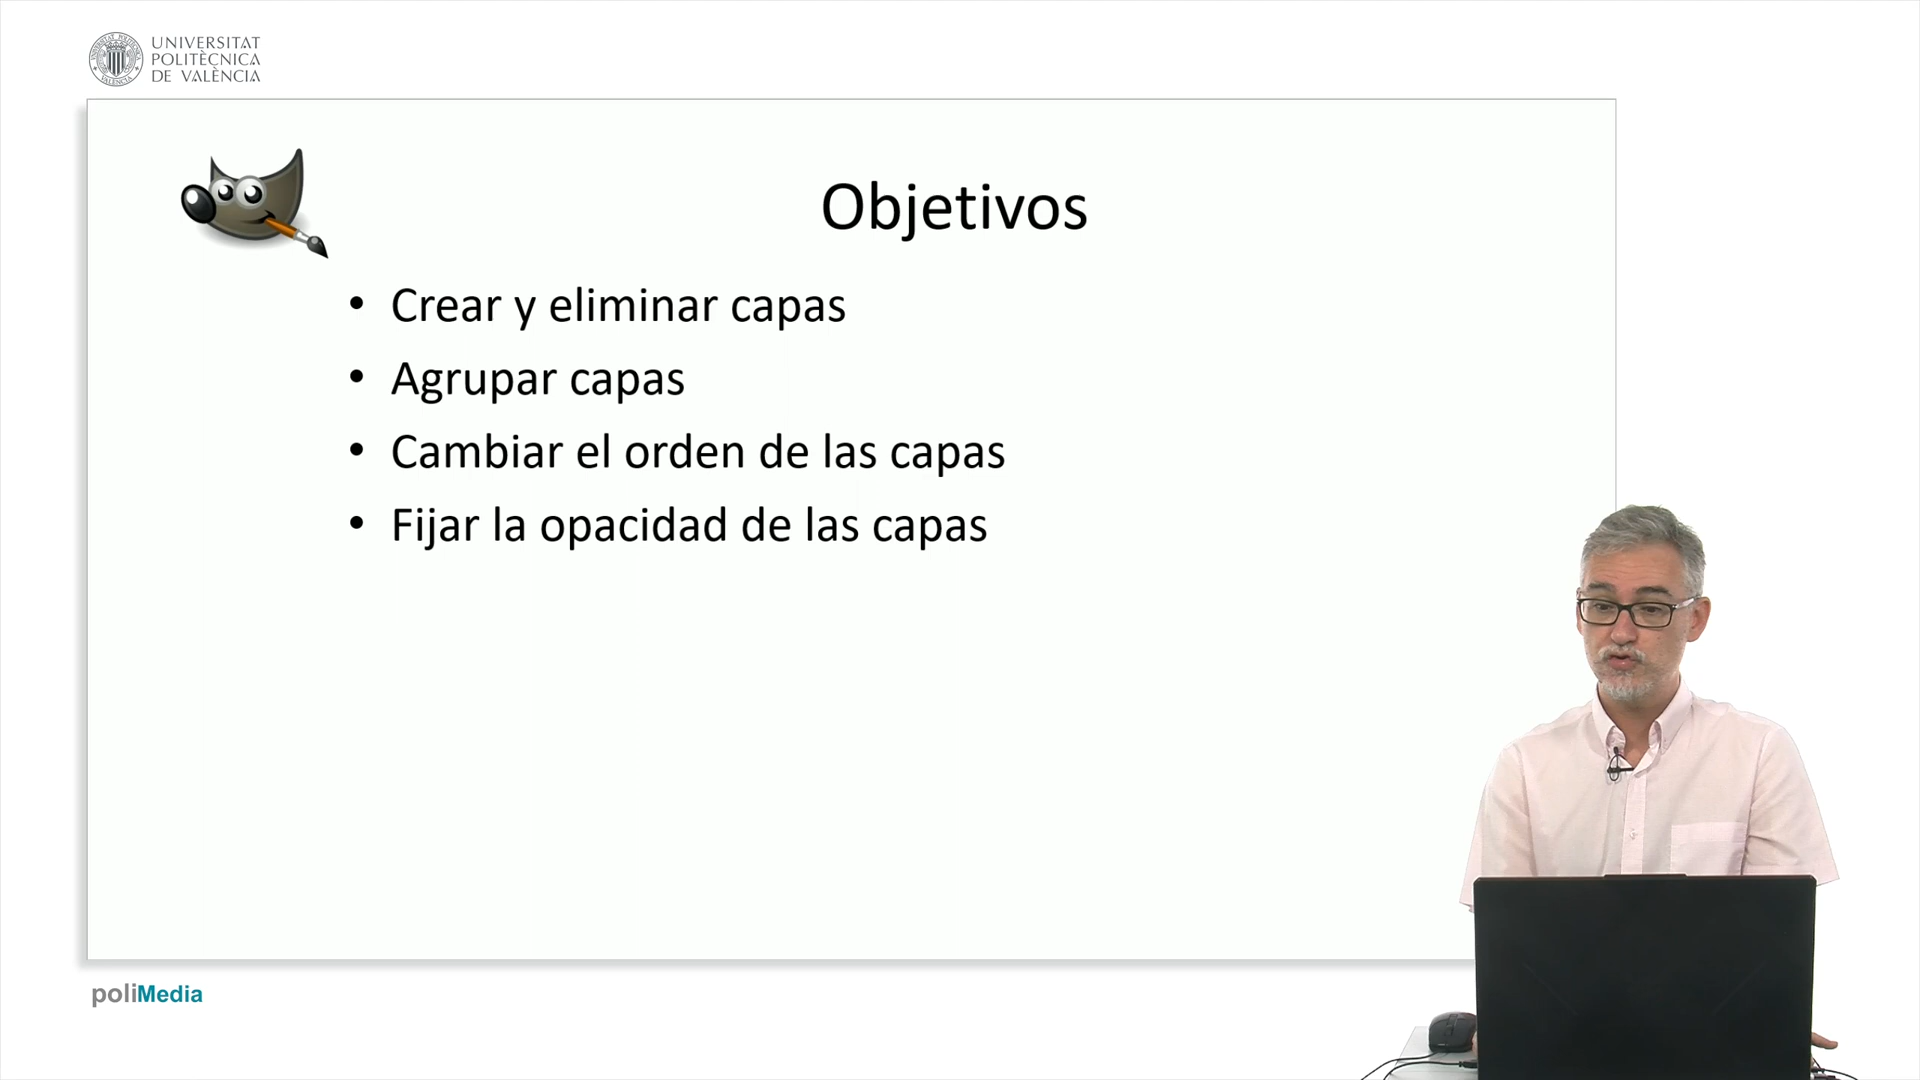 UNIVERSITAT
POLITÈCNICA
DE VALÈNCIA
Objetivos
• Crear y eliminar capas
• Agrupar capas
• Cambiar el orden de las capas
• Fijar la opacidad de las capas
poliMedia